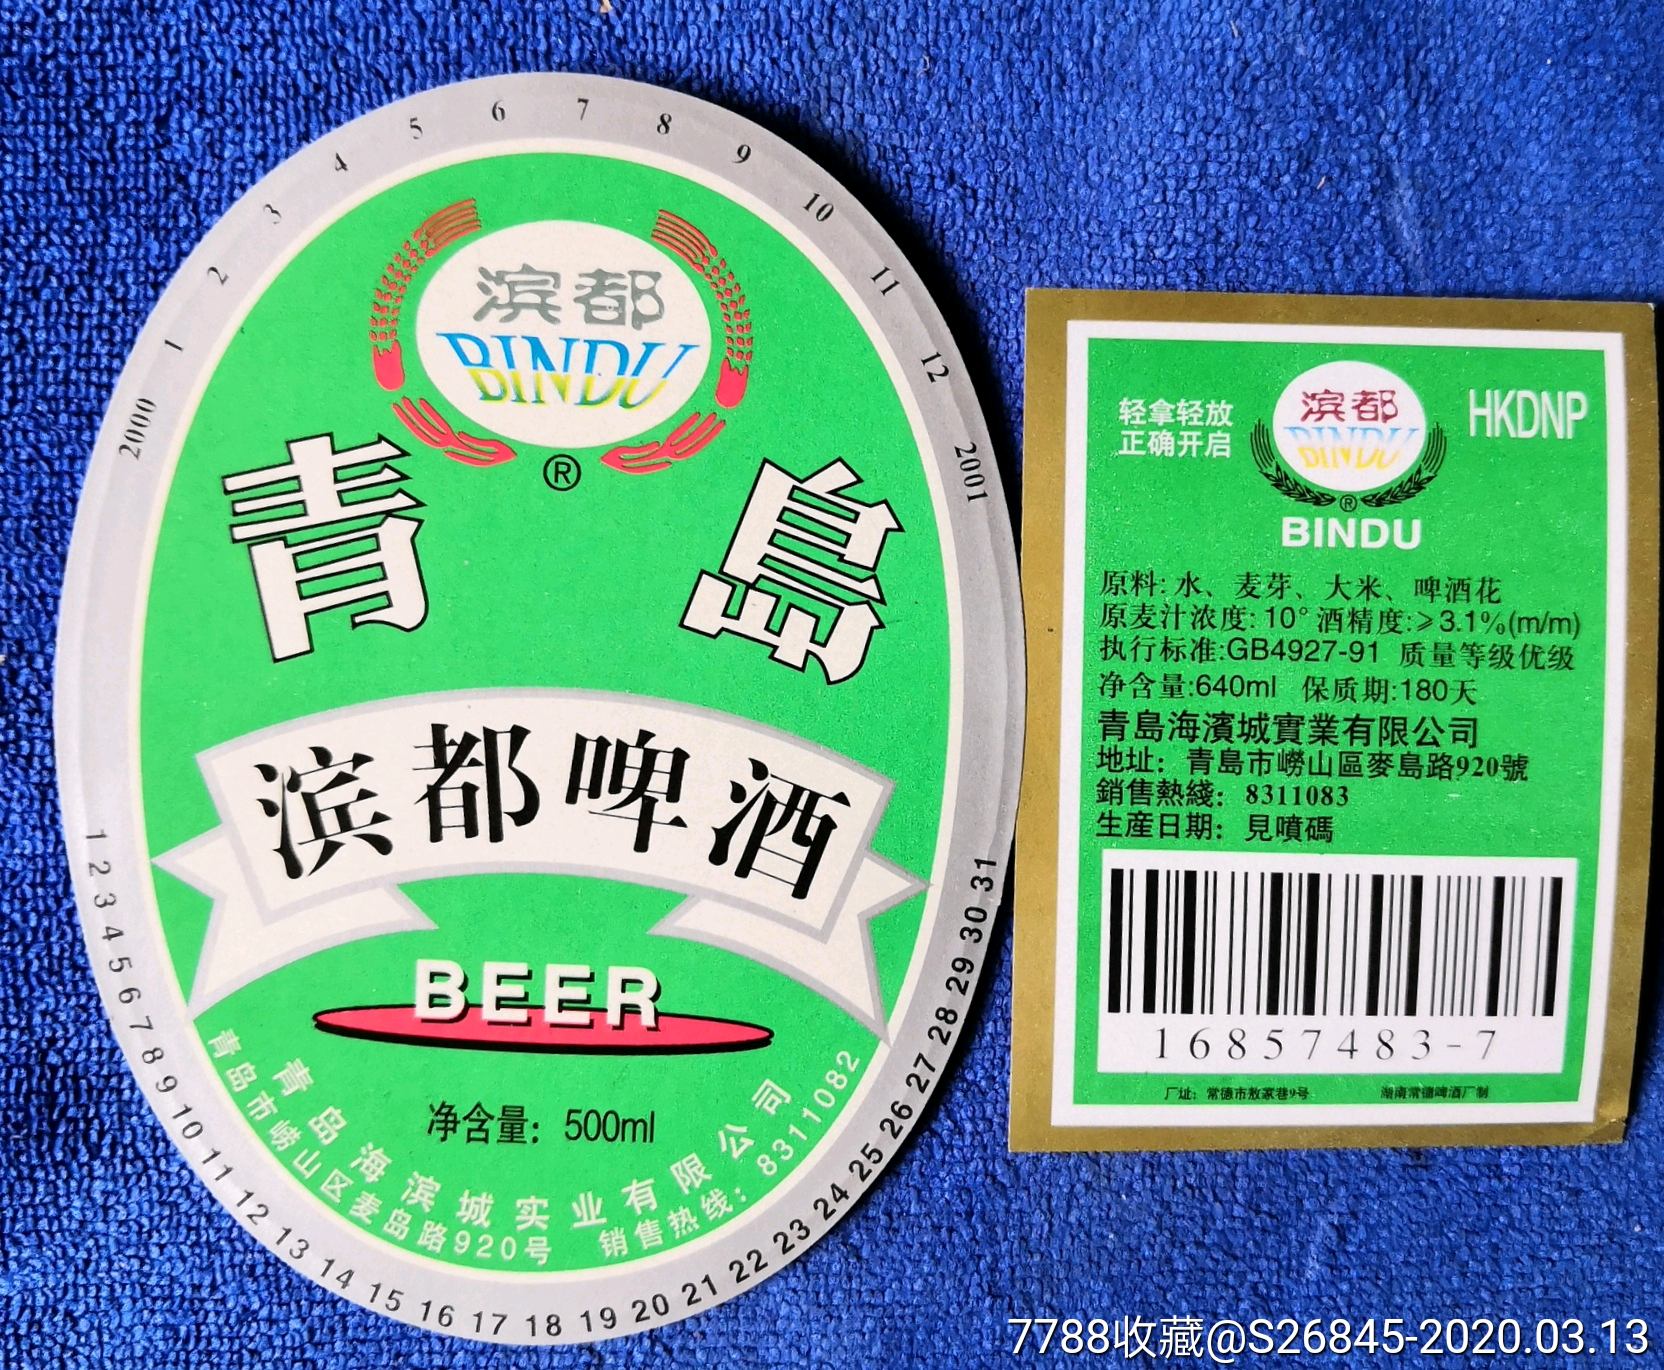 2000 1 2 3 4 5 6 7 8 9 10 11 12 2001
滨都
BINDU
®
青島
滨都啤酒
BEER
净含量：500ml
青岛海滨城实业有限公司
青岛市崂山区麦岛路920号 销售热线：8311082
1 2 3 4 5 6 7 8 9 10 11 12 13 14 15 16 17 18 19 20 21 22 23 24 25 26 27 28 29 30 31
轻拿轻放
正确开启
滨都
BINDU
®
BINDU
HKDNP
原料:水、麦芽、大米、啤酒花
原麦汁浓度:10° 酒精度:≥3.1%(m/m)
执行标准:GB4927-91 质量等级优级
净含量:640ml 保质期:180天
青島海濱城實業有限公司
地址：青島市嶗山區麥島路920號
銷售熱綫：8311083
生産日期：見噴碼
16857483-7
厂址：常德市敖家巷9号 湖南常德啤酒厂制
7788收藏@S26845-2020.03.13